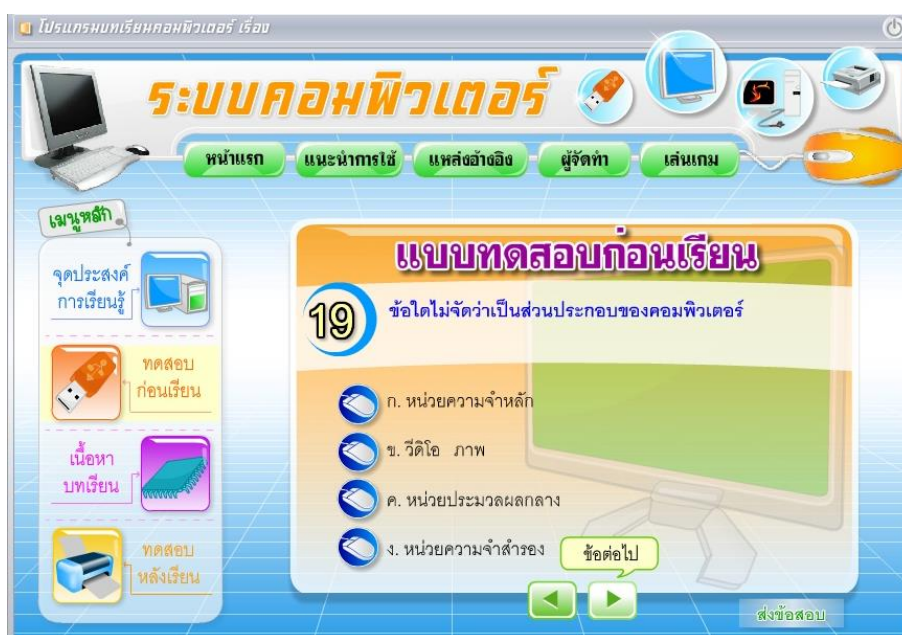 โปรแกรมบทเรียนคอมพิวเตอร์ เรื่อง
ระบบคอมพิวเตอร์
หน้าแรก แนะนำการใช้ แหล่งอ้างอิง ผู้จัดทำ เล่นเกม
เมนูหลัก
จุดประสงค์
การเรียนรู้
ทดสอบ
ก่อนเรียน
เนื้อหา
บทเรียน
ทดสอบ
หลังเรียน
แบบทดสอบก่อนเรียน
19 ข้อใดไม่จัดว่าเป็นส่วนประกอบของคอมพิวเตอร์
ก. หน่วยความจำหลัก
ข. วีดิโอ ภาพ
ค. หน่วยประมวลผลกลาง
ง. หน่วยความจำสำรอง
ข้อต่อไป
ส่งข้อสอบ